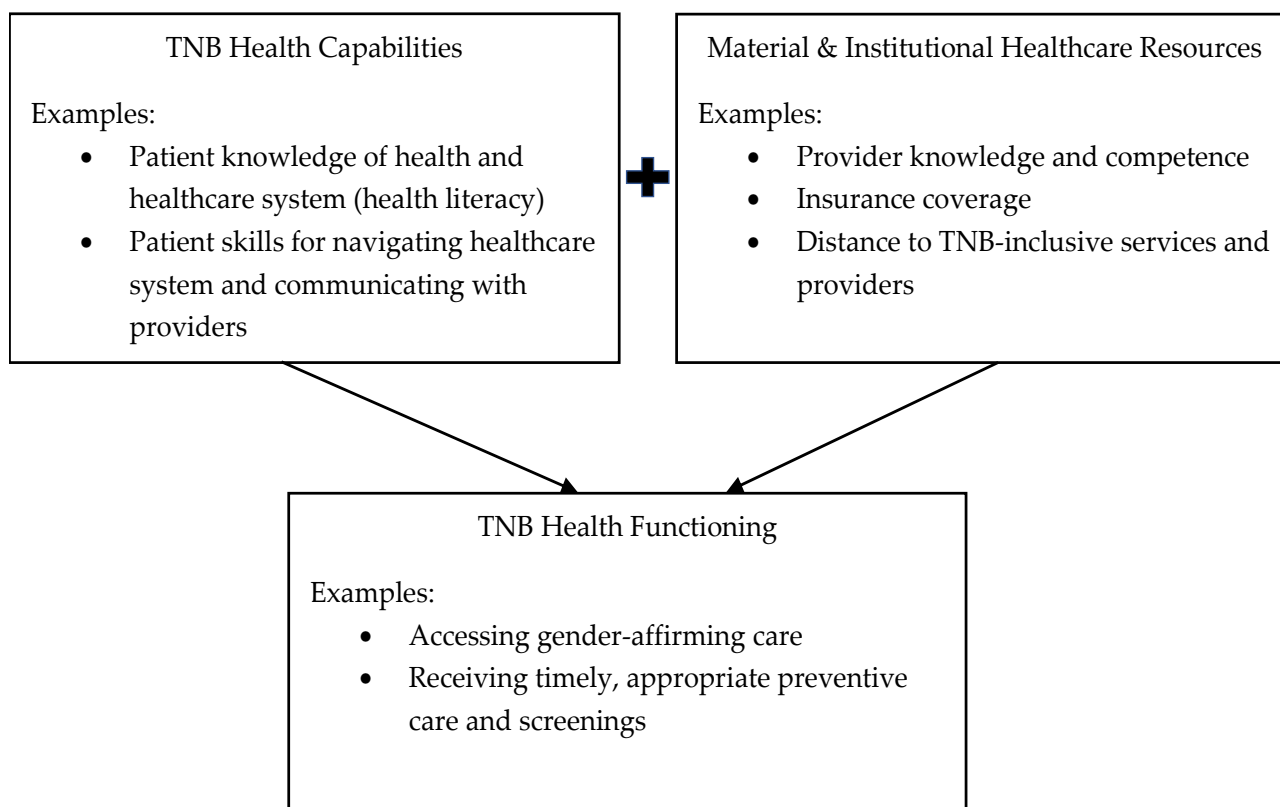 TNB Health Capabilities
Examples:
• Patient knowledge of health and
healthcare system (health literacy)
• Patient skills for navigating healthcare
system and communicating with
providers
Material & Institutional Healthcare Resources
Examples:
• Provider knowledge and competence
• Insurance coverage
• Distance to TNB-inclusive services and
providers
TNB Health Functioning
Examples:
• Accessing gender-affirming care
• Receiving timely, appropriate preventive
care and screenings